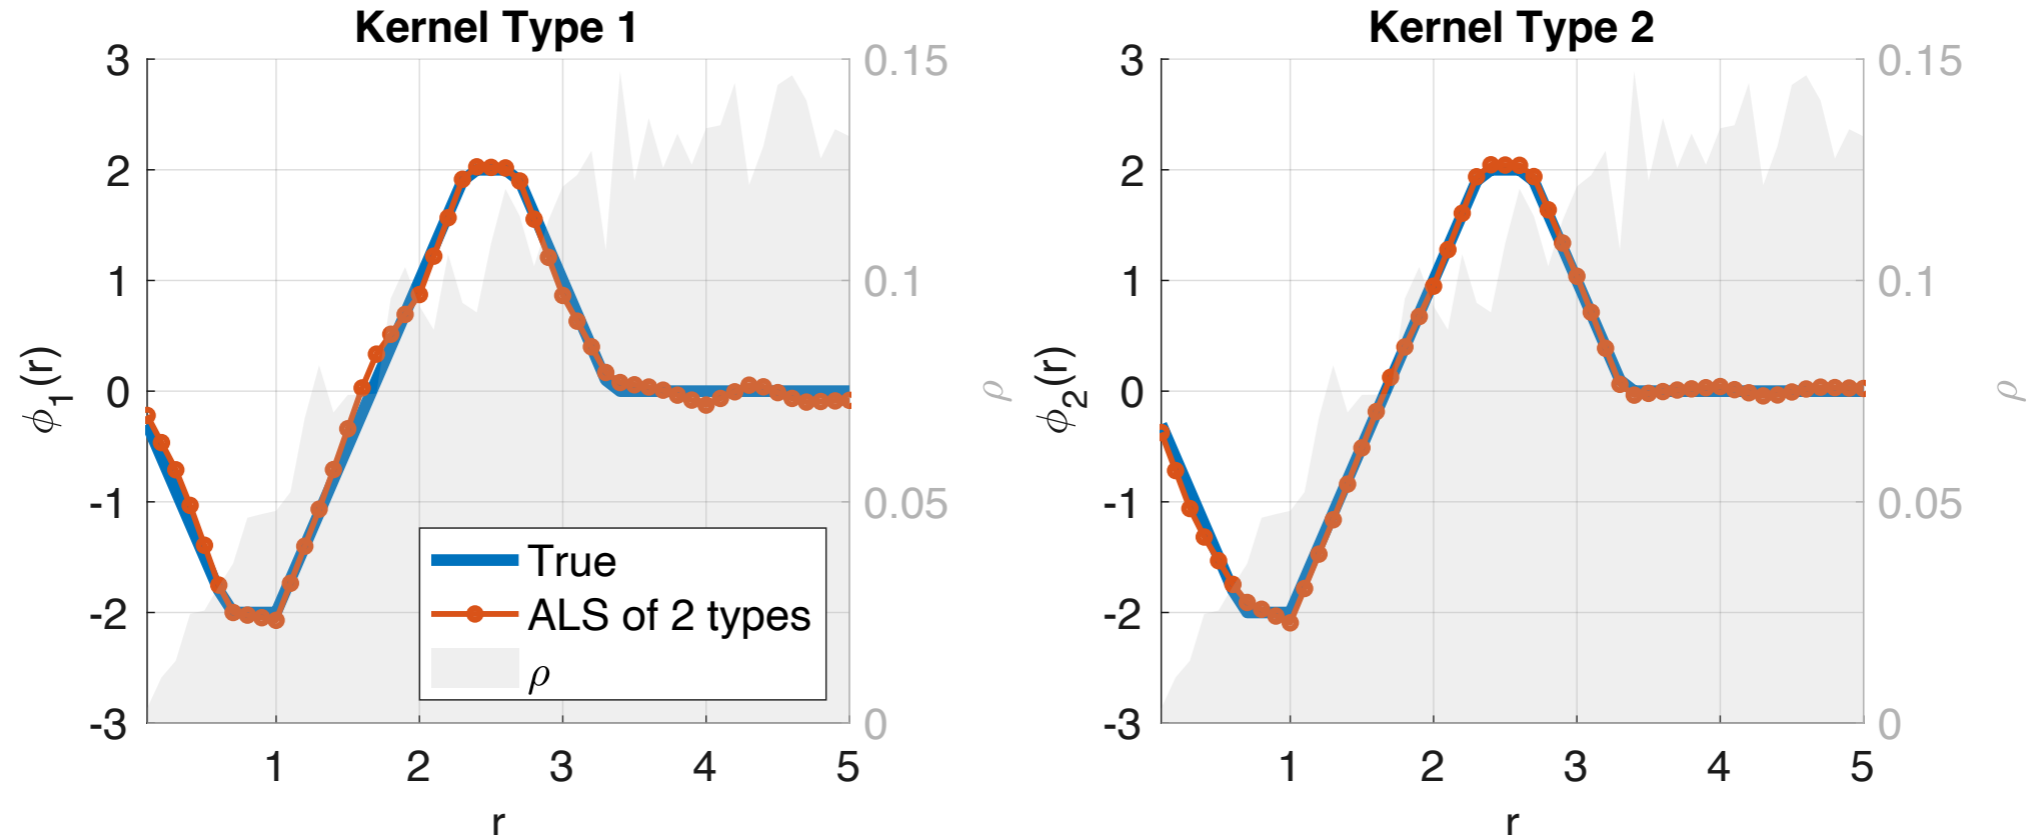 Kernel Type 1
3
2
1
0
-1
-2
-3
ϕ1(r)
0.15
0.1
0.05
0
ρ
True
ALS of 2 types
ρ
1 2 3 4 5
r
Kernel Type 2
3
2
1
0
-1
-2
-3
ϕ2(r)
0.15
0.1
0.05
0
ρ
1 2 3 4 5
r